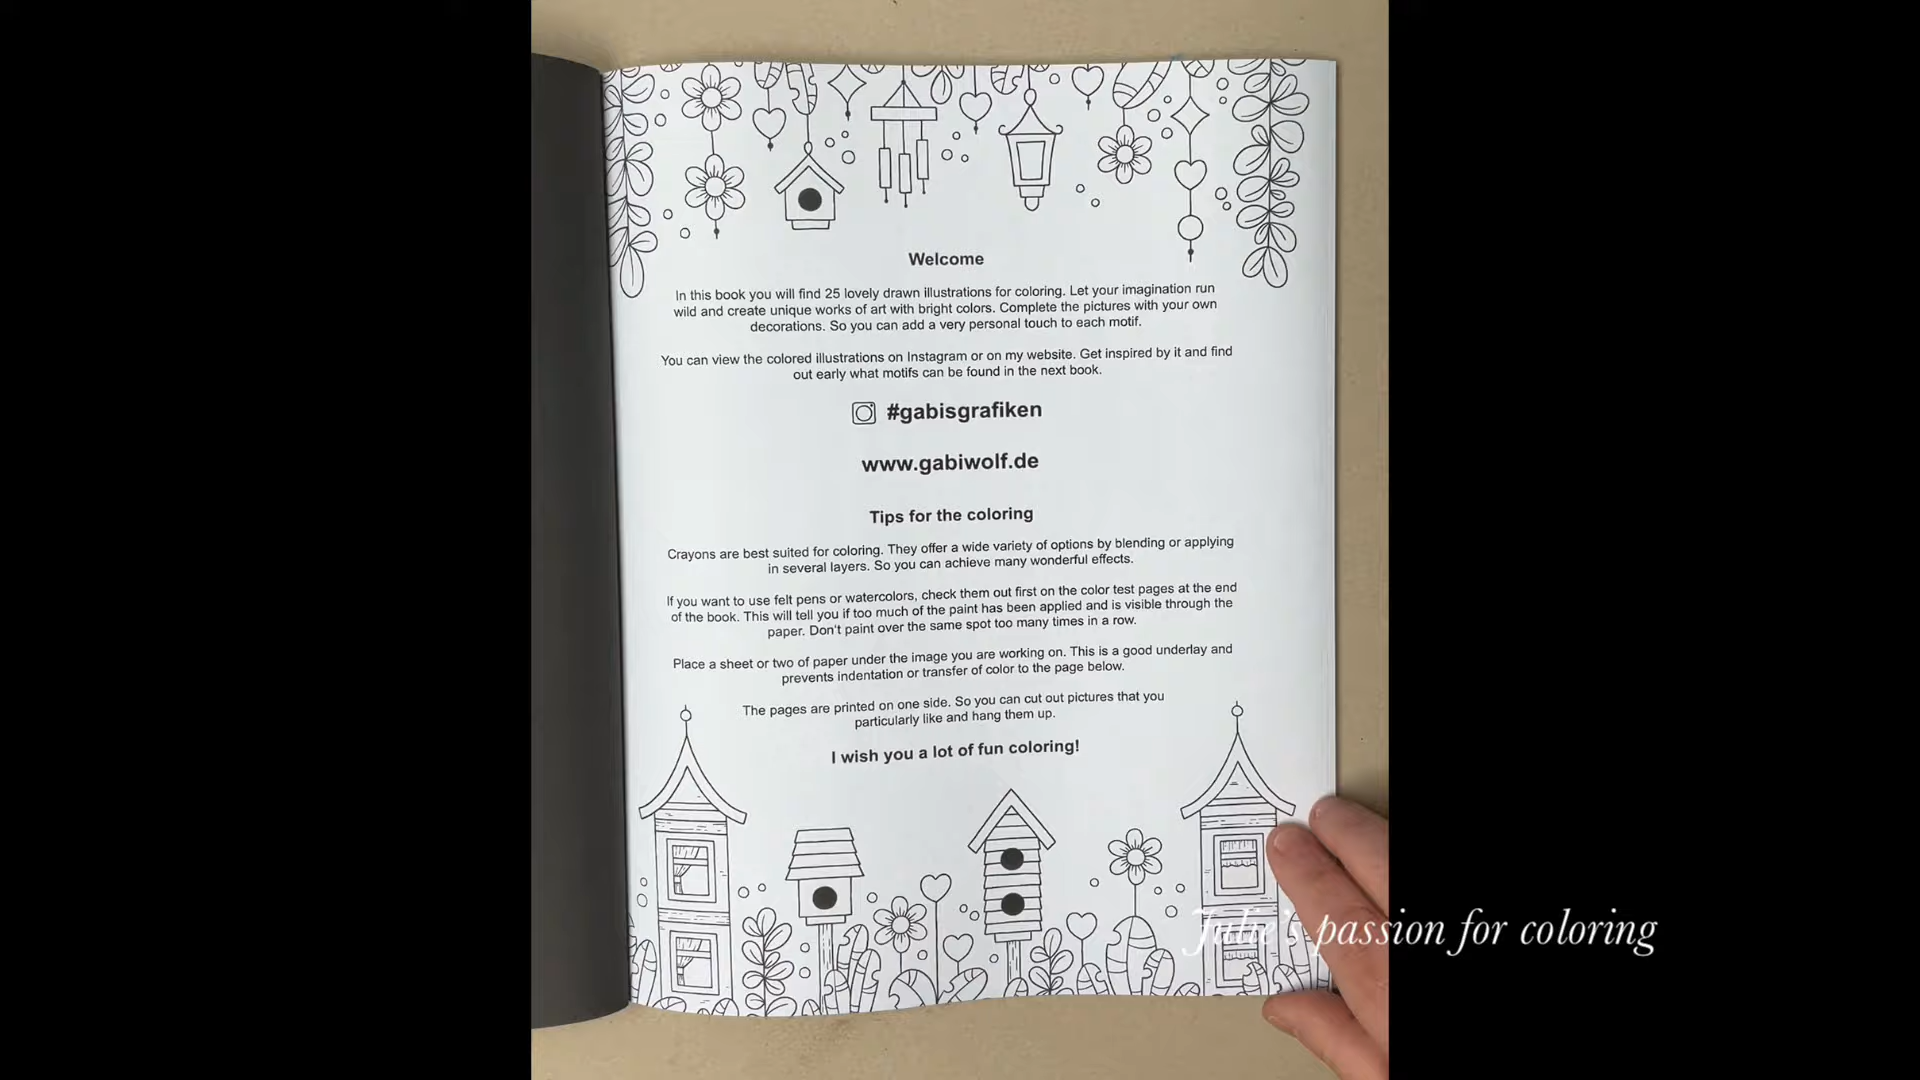 Welcome
In this book you will find 25 lovely drawn illustrations for coloring. Let your imagination run
wild and create unique works of art with bright colors. Complete the pictures with your own
decorations. So you can add a very personal touch to each motif.
You can view the colored illustrations on Instagram or on my website. Get inspired by it and find
out early what motifs can be found in the next book.
#gabisgrafiken
www.gabiwolf.de
Tips for the coloring
Crayons are best suited for coloring. They offer a wide variety of options by blending or applying
in several layers. So you can achieve many wonderful effects.
If you want to use felt pens or watercolors, check them out first on the color test pages at the end
of the book. This will tell you if too much of the paint has been applied and is visible through the
paper. Don't paint over the same spot too many times in a row.
Place a sheet or two of paper under the image you are working on. This is a good underlay and
prevents indentation or transfer of color to the page below.
The pages are printed on one side. So you can cut out pictures that you
particularly like and hang them up.
I wish you a lot of fun coloring!
Julie's passion for coloring